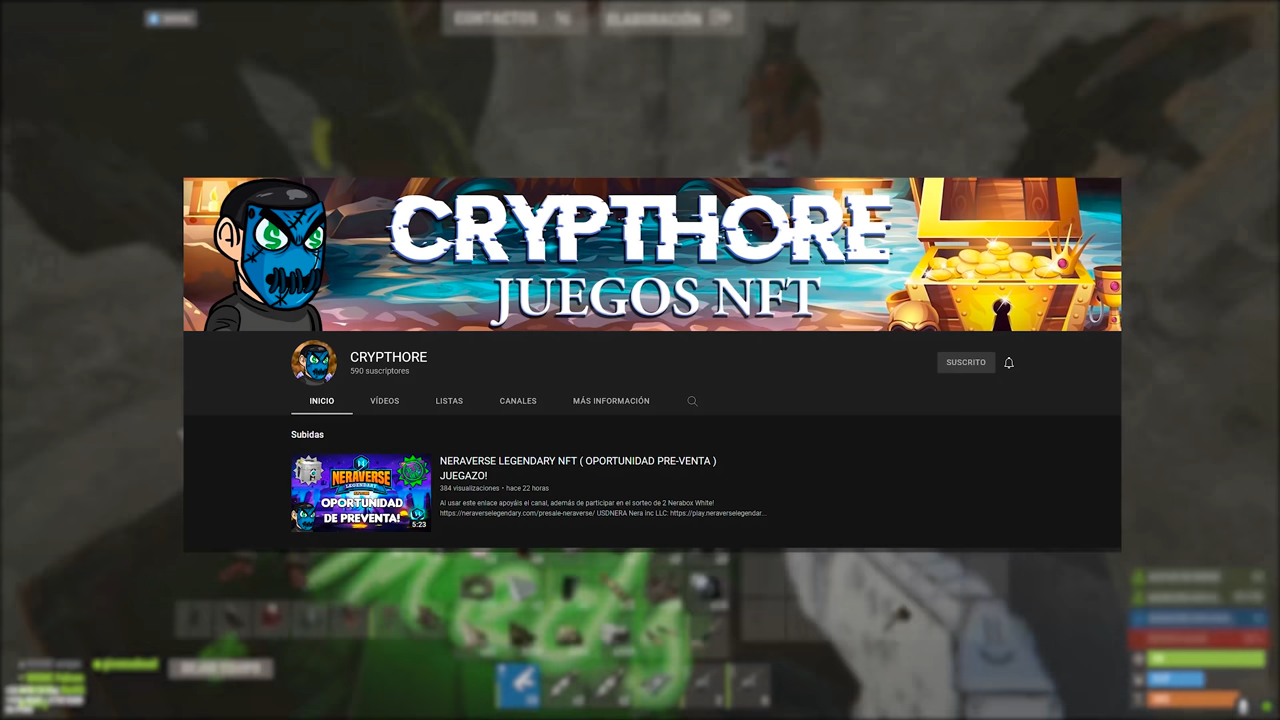 CONTACTOS
ELABORACIÓN
CRYPTHORE
JUEGOS NFT
CRYPTHORE
590 suscriptores
SUSCRITO
INICIO
VÍDEOS
LISTAS
CANALES
MÁS INFORMACIÓN
Subidas
NERAVERSE
LEGENDARY
OPORTUNIDAD
DE PREVENTA!
5:23
NERAVERSE LEGENDARY NFT ( OPORTUNIDAD PRE-VENTA )
JUEGAZO!
384 visualizaciones • hace 22 horas
Al usar este enlace apoyáis el canal, además de participar en el sorteo de 2 Nerabox White!
https://neraverselegendary.com/presale-neraverse/ USDNERA Nera inc LLC: https://play.neraverselegendar...